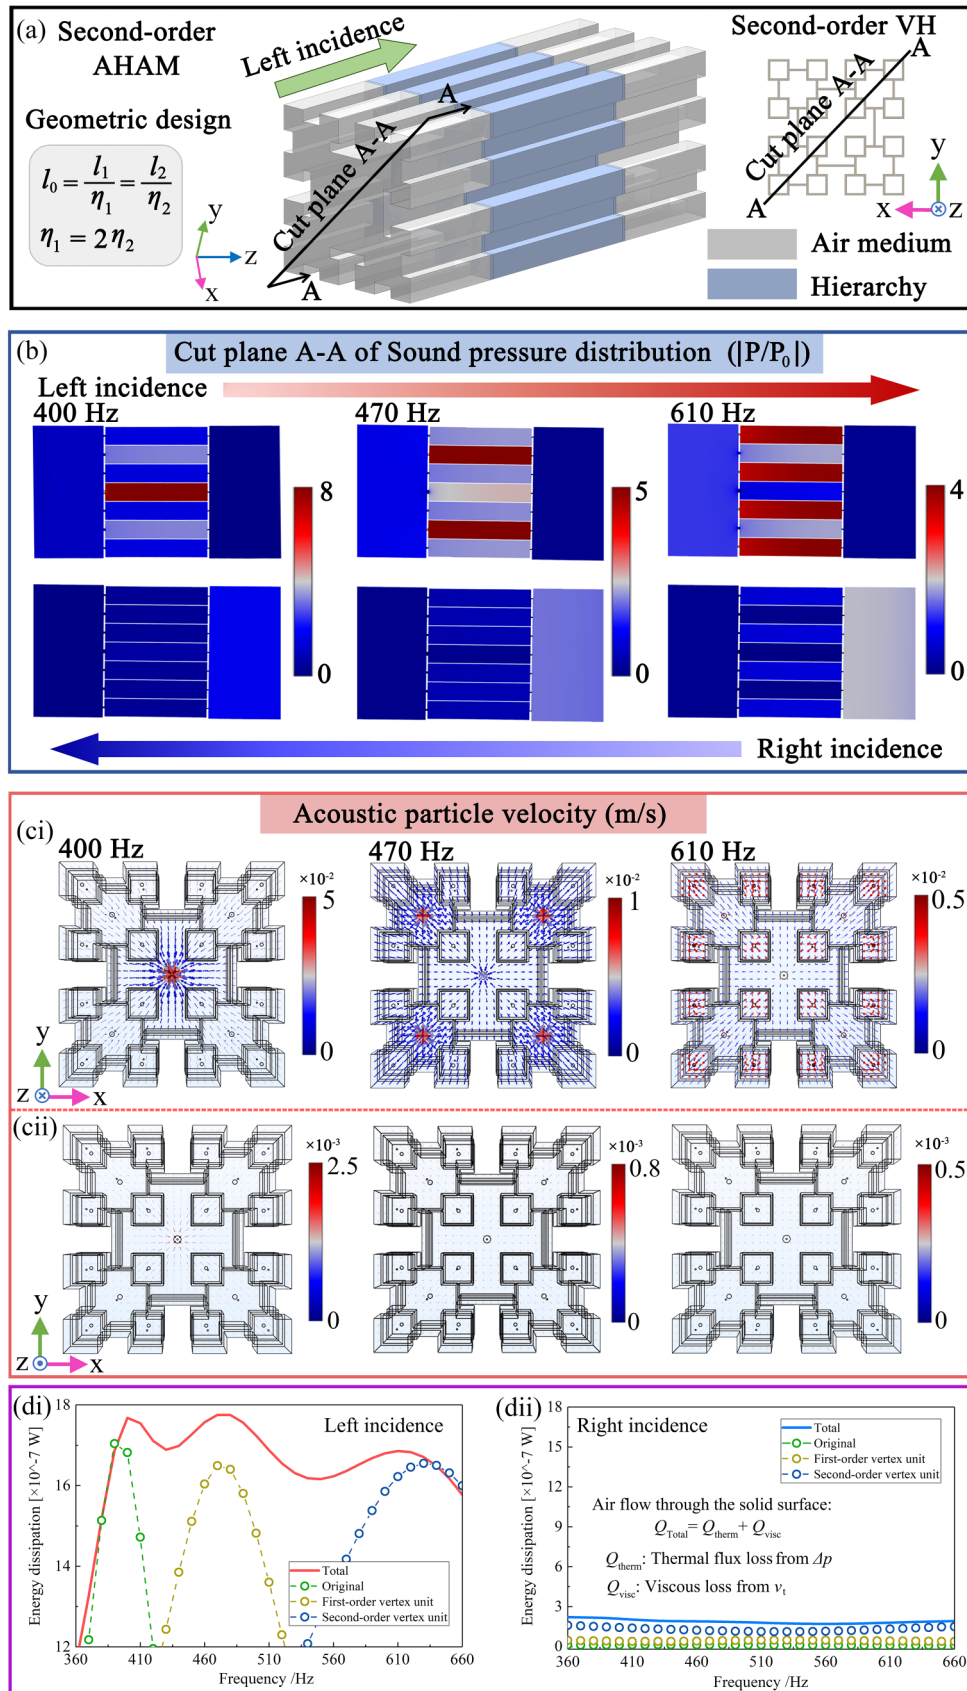 (a)
Second-order
AHAM
Left incidence
Second-order VH
Geometric design
l₀ = l₁/η₁ = l₂/η₂
η₁ = 2η₂
A
Cut plane A-A
A
A
Cut plane A-A
A
y
z
x
y
x
z
Air medium
Hierarchy
(b)
Cut plane A-A of Sound pressure distribution (|P/P₀|)
Left incidence
400 Hz
470 Hz
610 Hz
8
0
5
0
4
0
Right incidence
Acoustic particle velocity (m/s)
(ci)
400 Hz
470 Hz
610 Hz
×10⁻²
5
0
×10⁻²
1
0
×10⁻²
0.5
0
y
z
x
(cii)
×10⁻³
2.5
0
×10⁻³
0.8
0
×10⁻³
0.5
0
y
z
x
(di)
Left incidence
Energy dissipation [×10^-7 W]
18
16
14
12
Total
Original
First-order vertex unit
Second-order vertex unit
360 410 460 510 560 610 660
Frequency /Hz
(dii)
Right incidence
Energy dissipation [×10^-7 W]
18
15
12
9
6
3
0
Total
Original
First-order vertex unit
Second-order vertex unit
Air flow through the solid surface:
Q_Total = Q_therm + Q_visc
Q_therm: Thermal flux loss from Δp
Q_visc: Viscous loss from v_t
360 410 460 510 560 610 660
Frequency /Hz